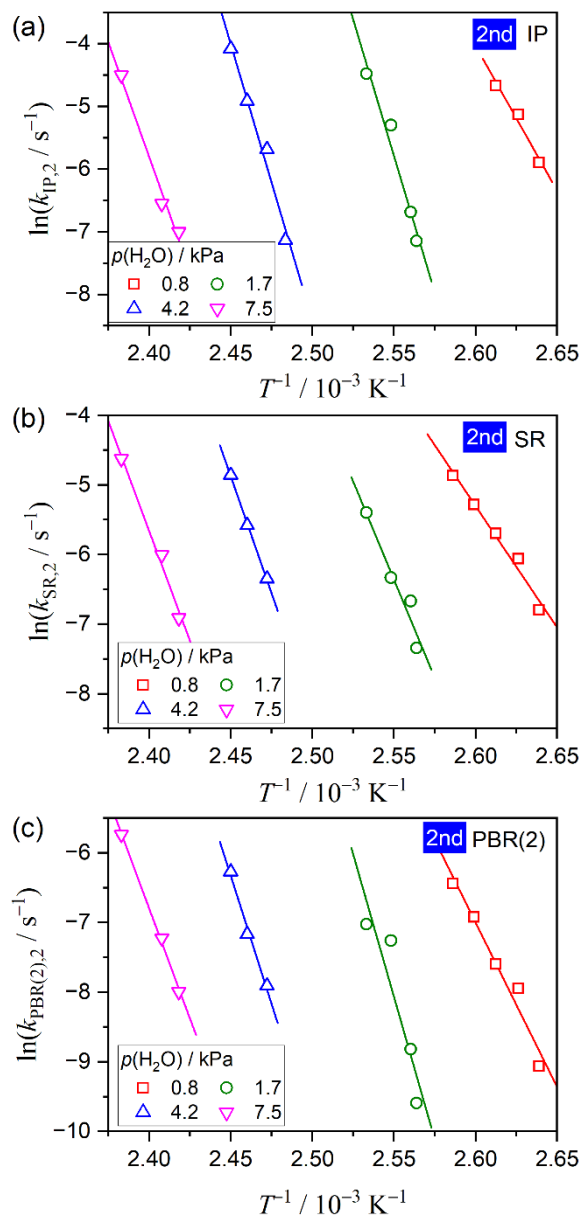 (a)
2nd IP
ln(k_IP,2 / s⁻¹)
−4
−5
−6
−7
−8
p(H₂O) / kPa
0.8 1.7
4.2 7.5
2.40 2.45 2.50 2.55 2.60 2.65
T⁻¹ / 10⁻³ K⁻¹
(b)
2nd SR
ln(k_SR,2 / s⁻¹)
−4
−5
−6
−7
−8
p(H₂O) / kPa
0.8 1.7
4.2 7.5
2.40 2.45 2.50 2.55 2.60 2.65
T⁻¹ / 10⁻³ K⁻¹
(c)
2nd PBR(2)
ln(k_PBR(2),2 / s⁻¹)
−6
−7
−8
−9
−10
p(H₂O) / kPa
0.8 1.7
4.2 7.5
2.40 2.45 2.50 2.55 2.60 2.65
T⁻¹ / 10⁻³ K⁻¹